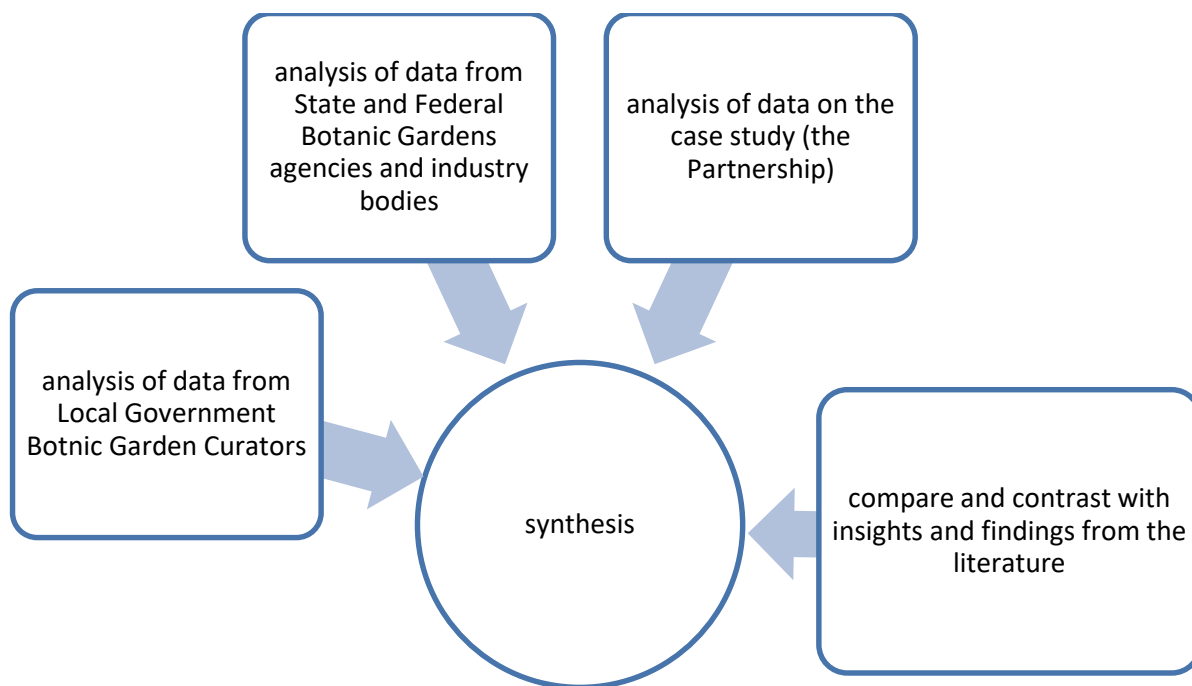 analysis of data from
State and Federal
Botanic Gardens
agencies and industry
bodies
analysis of data on the
case study (the
Partnership)
analysis of data from
Local Government
Botnic Garden Curators
synthesis
compare and contrast with
insights and findings from the
literature